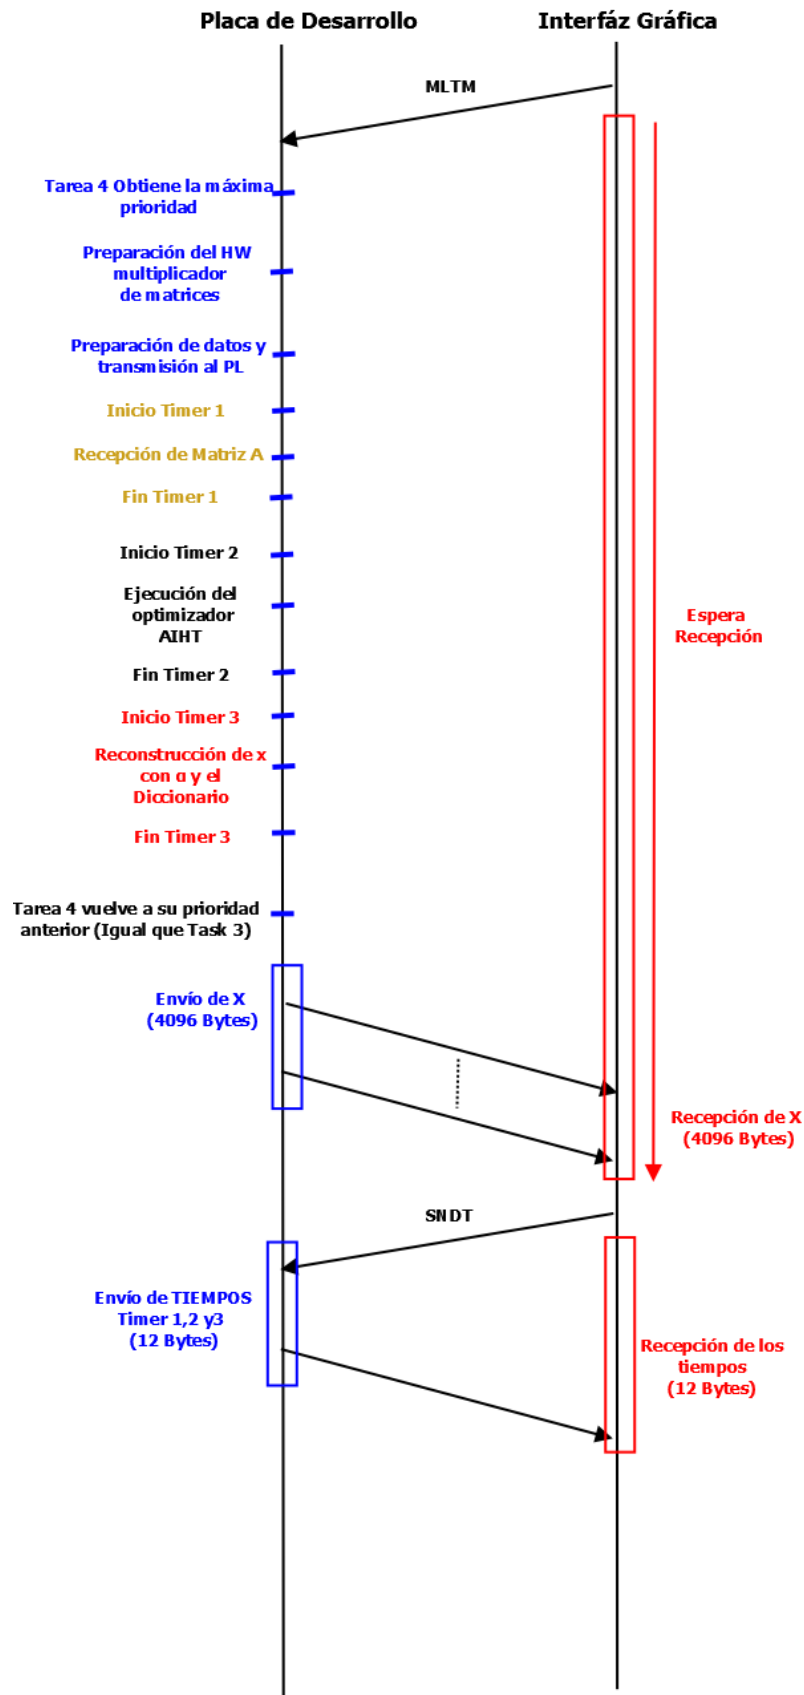 Placa de Desarrollo
Interfáz Gráfica
MLTM
Tarea 4 Obtiene la máxima
prioridad
Preparación del HW
multiplicador
de matrices
Preparación de datos y
transmisión al PL
Inicio Timer 1
Recepción de Matriz A
Fin Timer 1
Inicio Timer 2
Ejecución del
optimizador
AIHT
Espera
Recepción
Fin Timer 2
Inicio Timer 3
Reconstrucción de x
con α y el
Diccionario
Fin Timer 3
Tarea 4 vuelve a su prioridad
anterior (Igual que Task 3)
Envío de X
(4096 Bytes)
Recepción de X
(4096 Bytes)
SNDT
Envío de TIEMPOS
Timer 1,2 y3
(12 Bytes)
Recepción de los
tiempos
(12 Bytes)